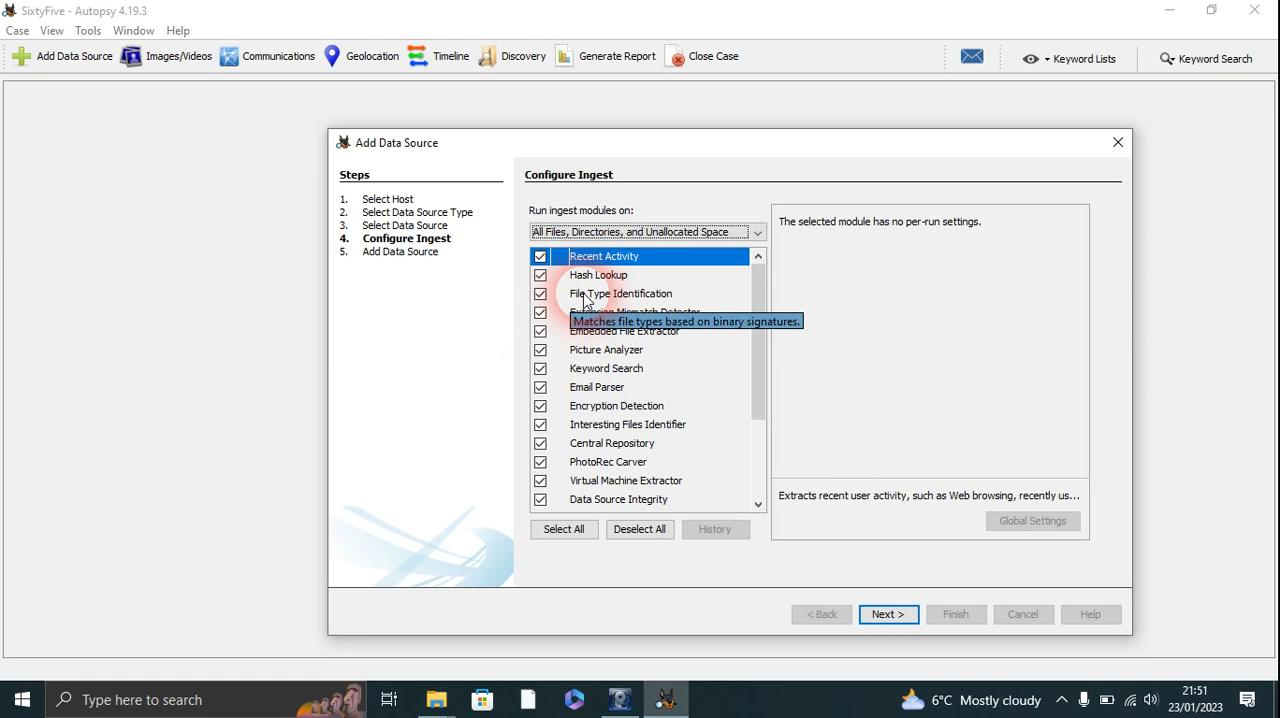 SixtyFive - Autopsy 4.19.3
Case View Tools Window Help
Add Data Source Images/Videos Communications Geolocation Timeline Discovery Generate Report Close Case Keyword Lists Keyword Search
Add Data Source
Steps
1. Select Host
2. Select Data Source Type
3. Select Data Source
4. Configure Ingest
5. Add Data Source
Configure Ingest
Run ingest modules on:
All Files, Directories, and Unallocated Space
Recent Activity
Hash Lookup
File Type Identification
Extension Mismatch Detector
Matches file types based on binary signatures.
Embedded File Extractor
Picture Analyzer
Keyword Search
Email Parser
Encryption Detection
Interesting Files Identifier
Central Repository
PhotoRec Carver
Virtual Machine Extractor
Data Source Integrity
Select All Deselect All History
The selected module has no per-run settings.
Extracts recent user activity, such as Web browsing, recently us...
Global Settings
< Back Next > Finish Cancel Help
Type here to search
6°C Mostly cloudy
21:51
23/01/2023